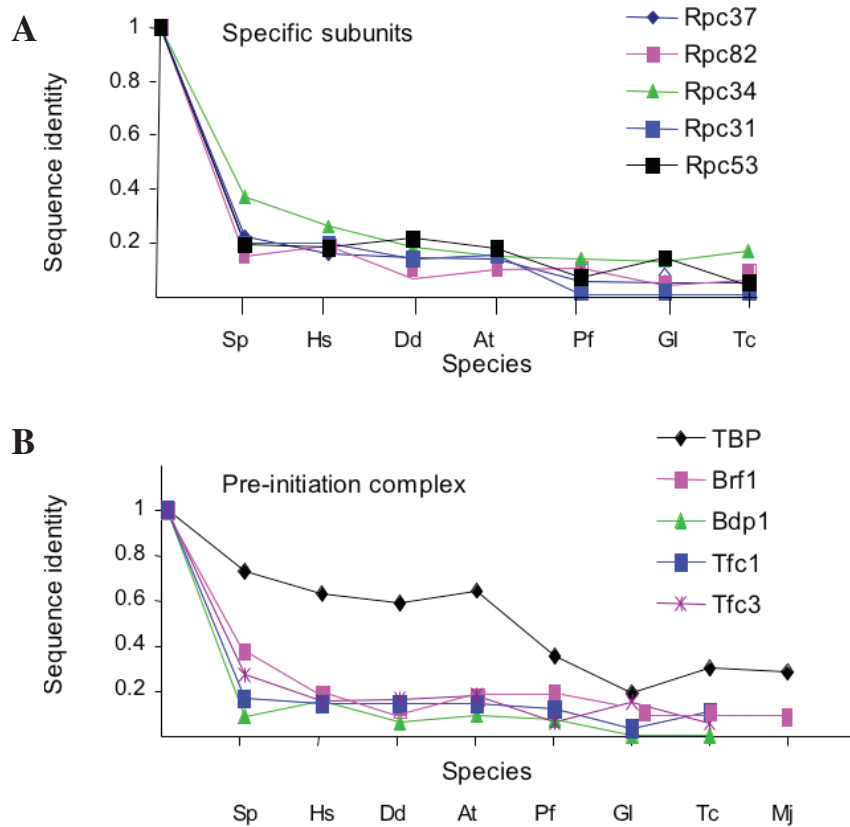 A
Specific subunits
Rpc37
Rpc82
Rpc34
Rpc31
Rpc53
Sequence identity
1
0.8
0.6
0.4
0.2
Sp Hs Dd At Pf Gl Tc
Species
B
Pre-initiation complex
TBP
Brf1
Bdp1
Tfc1
Tfc3
Sequence identity
1
0.8
0.6
0.4
0.2
Species
Sp Hs Dd At Pf Gl Tc Mj